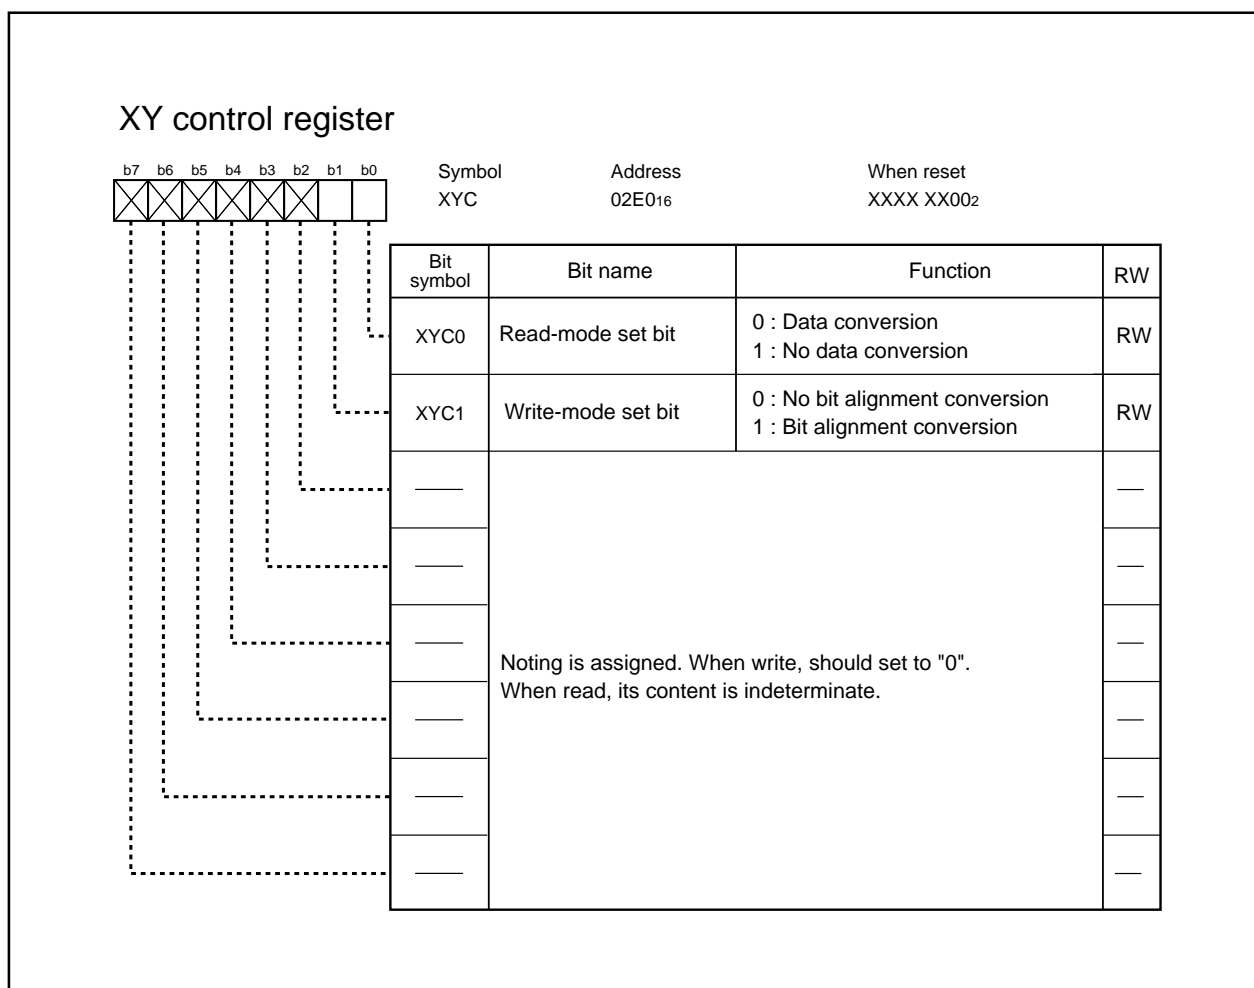 XY control register
b7 b6 b5 b4 b3 b2 b1 b0
Symbol Address When reset
XYC 02E016 XXXX XX002
Bit symbol Bit name Function RW
XYC0 Read-mode set bit 0 : Data conversion
1 : No data conversion RW
XYC1 Write-mode set bit 0 : No bit alignment conversion
1 : Bit alignment conversion RW
Noting is assigned. When write, should set to "0".
When read, its content is indeterminate.